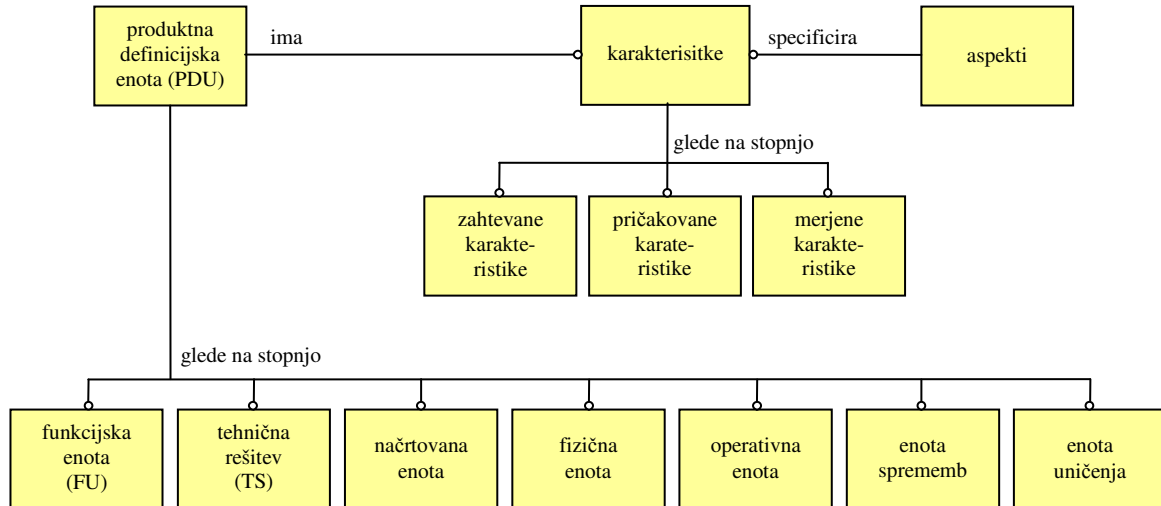 produktna
definicijska
enota (PDU)
ima
karakterisitke
specificira
aspekti
glede na stopnjo
zahtevane
karakte-
ristike
pričakovane
karate-
ristike
merjene
karakte-
ristike
glede na stopnjo
funkcijska
enota
(FU)
tehnična
rešitev
(TS)
načrtovana
enota
fizična
enota
operativna
enota
enota
sprememb
enota
uničenja